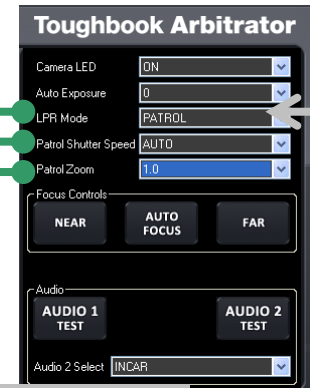 Toughbook Arbitrator
Camera LED ON
Auto Exposure 0
LPR Mode PATROL
Patrol Shutter Speed AUTO
Patrol Zoom 1.0
Focus Controls
NEAR AUTO FOCUS FAR
Audio
AUDIO 1 TEST AUDIO 2 TEST
Audio 2 Select INCAR